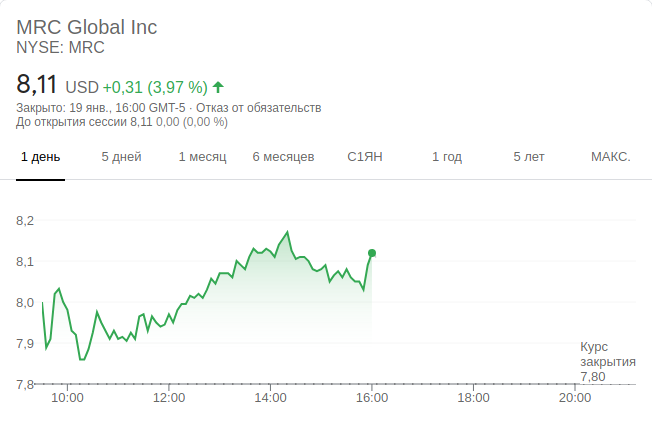 MRC Global Inc
NYSE: MRC
8,11 USD +0,31 (3,97 %)
Закрыто: 19 янв., 16:00 GMT-5 · Отказ от обязательств
До открытия сессии 8,11 0,00 (0,00 %)
1 день 5 дней 1 месяц 6 месяцев С1ЯН 1 год 5 лет МАКС.
8,2
8,1
8,0
7,9
Курс
закрытия
7,80
7,8
10:00 12:00 14:00 16:00 18:00 20:00